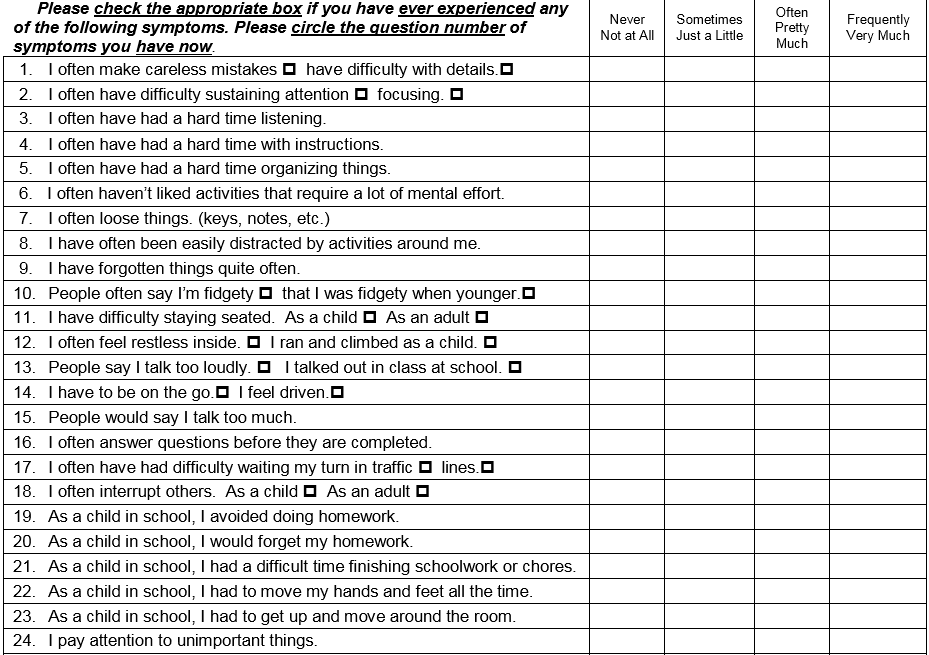 Please check the appropriate box if you have ever experienced any
of the following symptoms. Please circle the question number of
symptoms you have now.
Never
Not at All
Sometimes
Just a Little
Often
Pretty
Much
Frequently
Very Much
1. I often make careless mistakes ☐ have difficulty with details.☐
2. I often have difficulty sustaining attention ☐ focusing. ☐
3. I often have had a hard time listening.
4. I often have had a hard time with instructions.
5. I often have had a hard time organizing things.
6. I often haven't liked activities that require a lot of mental effort.
7. I often loose things. (keys, notes, etc.)
8. I have often been easily distracted by activities around me.
9. I have forgotten things quite often.
10. People often say I'm fidgety ☐ that I was fidgety when younger.☐
11. I have difficulty staying seated. As a child ☐ As an adult ☐
12. I often feel restless inside. ☐ I ran and climbed as a child. ☐
13. People say I talk too loudly. ☐ I talked out in class at school. ☐
14. I have to be on the go.☐ I feel driven.☐
15. People would say I talk too much.
16. I often answer questions before they are completed.
17. I often have had difficulty waiting my turn in traffic ☐ lines.☐
18. I often interrupt others. As a child ☐ As an adult ☐
19. As a child in school, I avoided doing homework.
20. As a child in school, I would forget my homework.
21. As a child in school, I had a difficult time finishing schoolwork or chores.
22. As a child in school, I had to move my hands and feet all the time.
23. As a child in school, I had to get up and move around the room.
24. I pay attention to unimportant things.